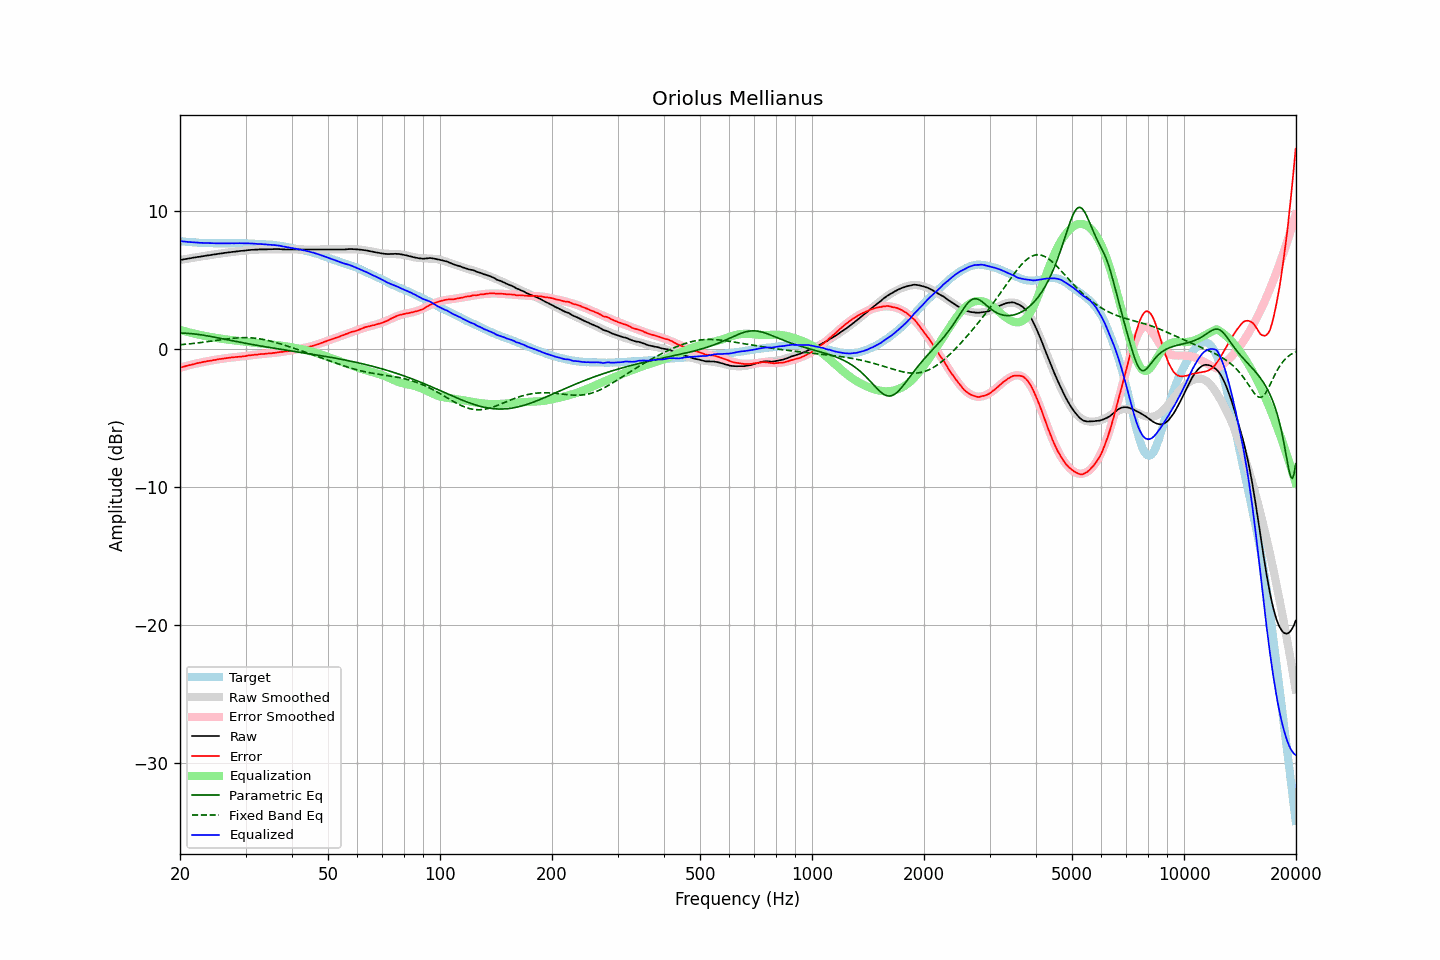 Oriolus Mellianus
Amplitude (dBr)
10
0
−10
−20
−30
Target
Raw Smoothed
Error Smoothed
Raw
Error
Equalization
Parametric Eq
Fixed Band Eq
Equalized
20 50 100 200 500 1000 2000 5000 10000 20000
Frequency (Hz)